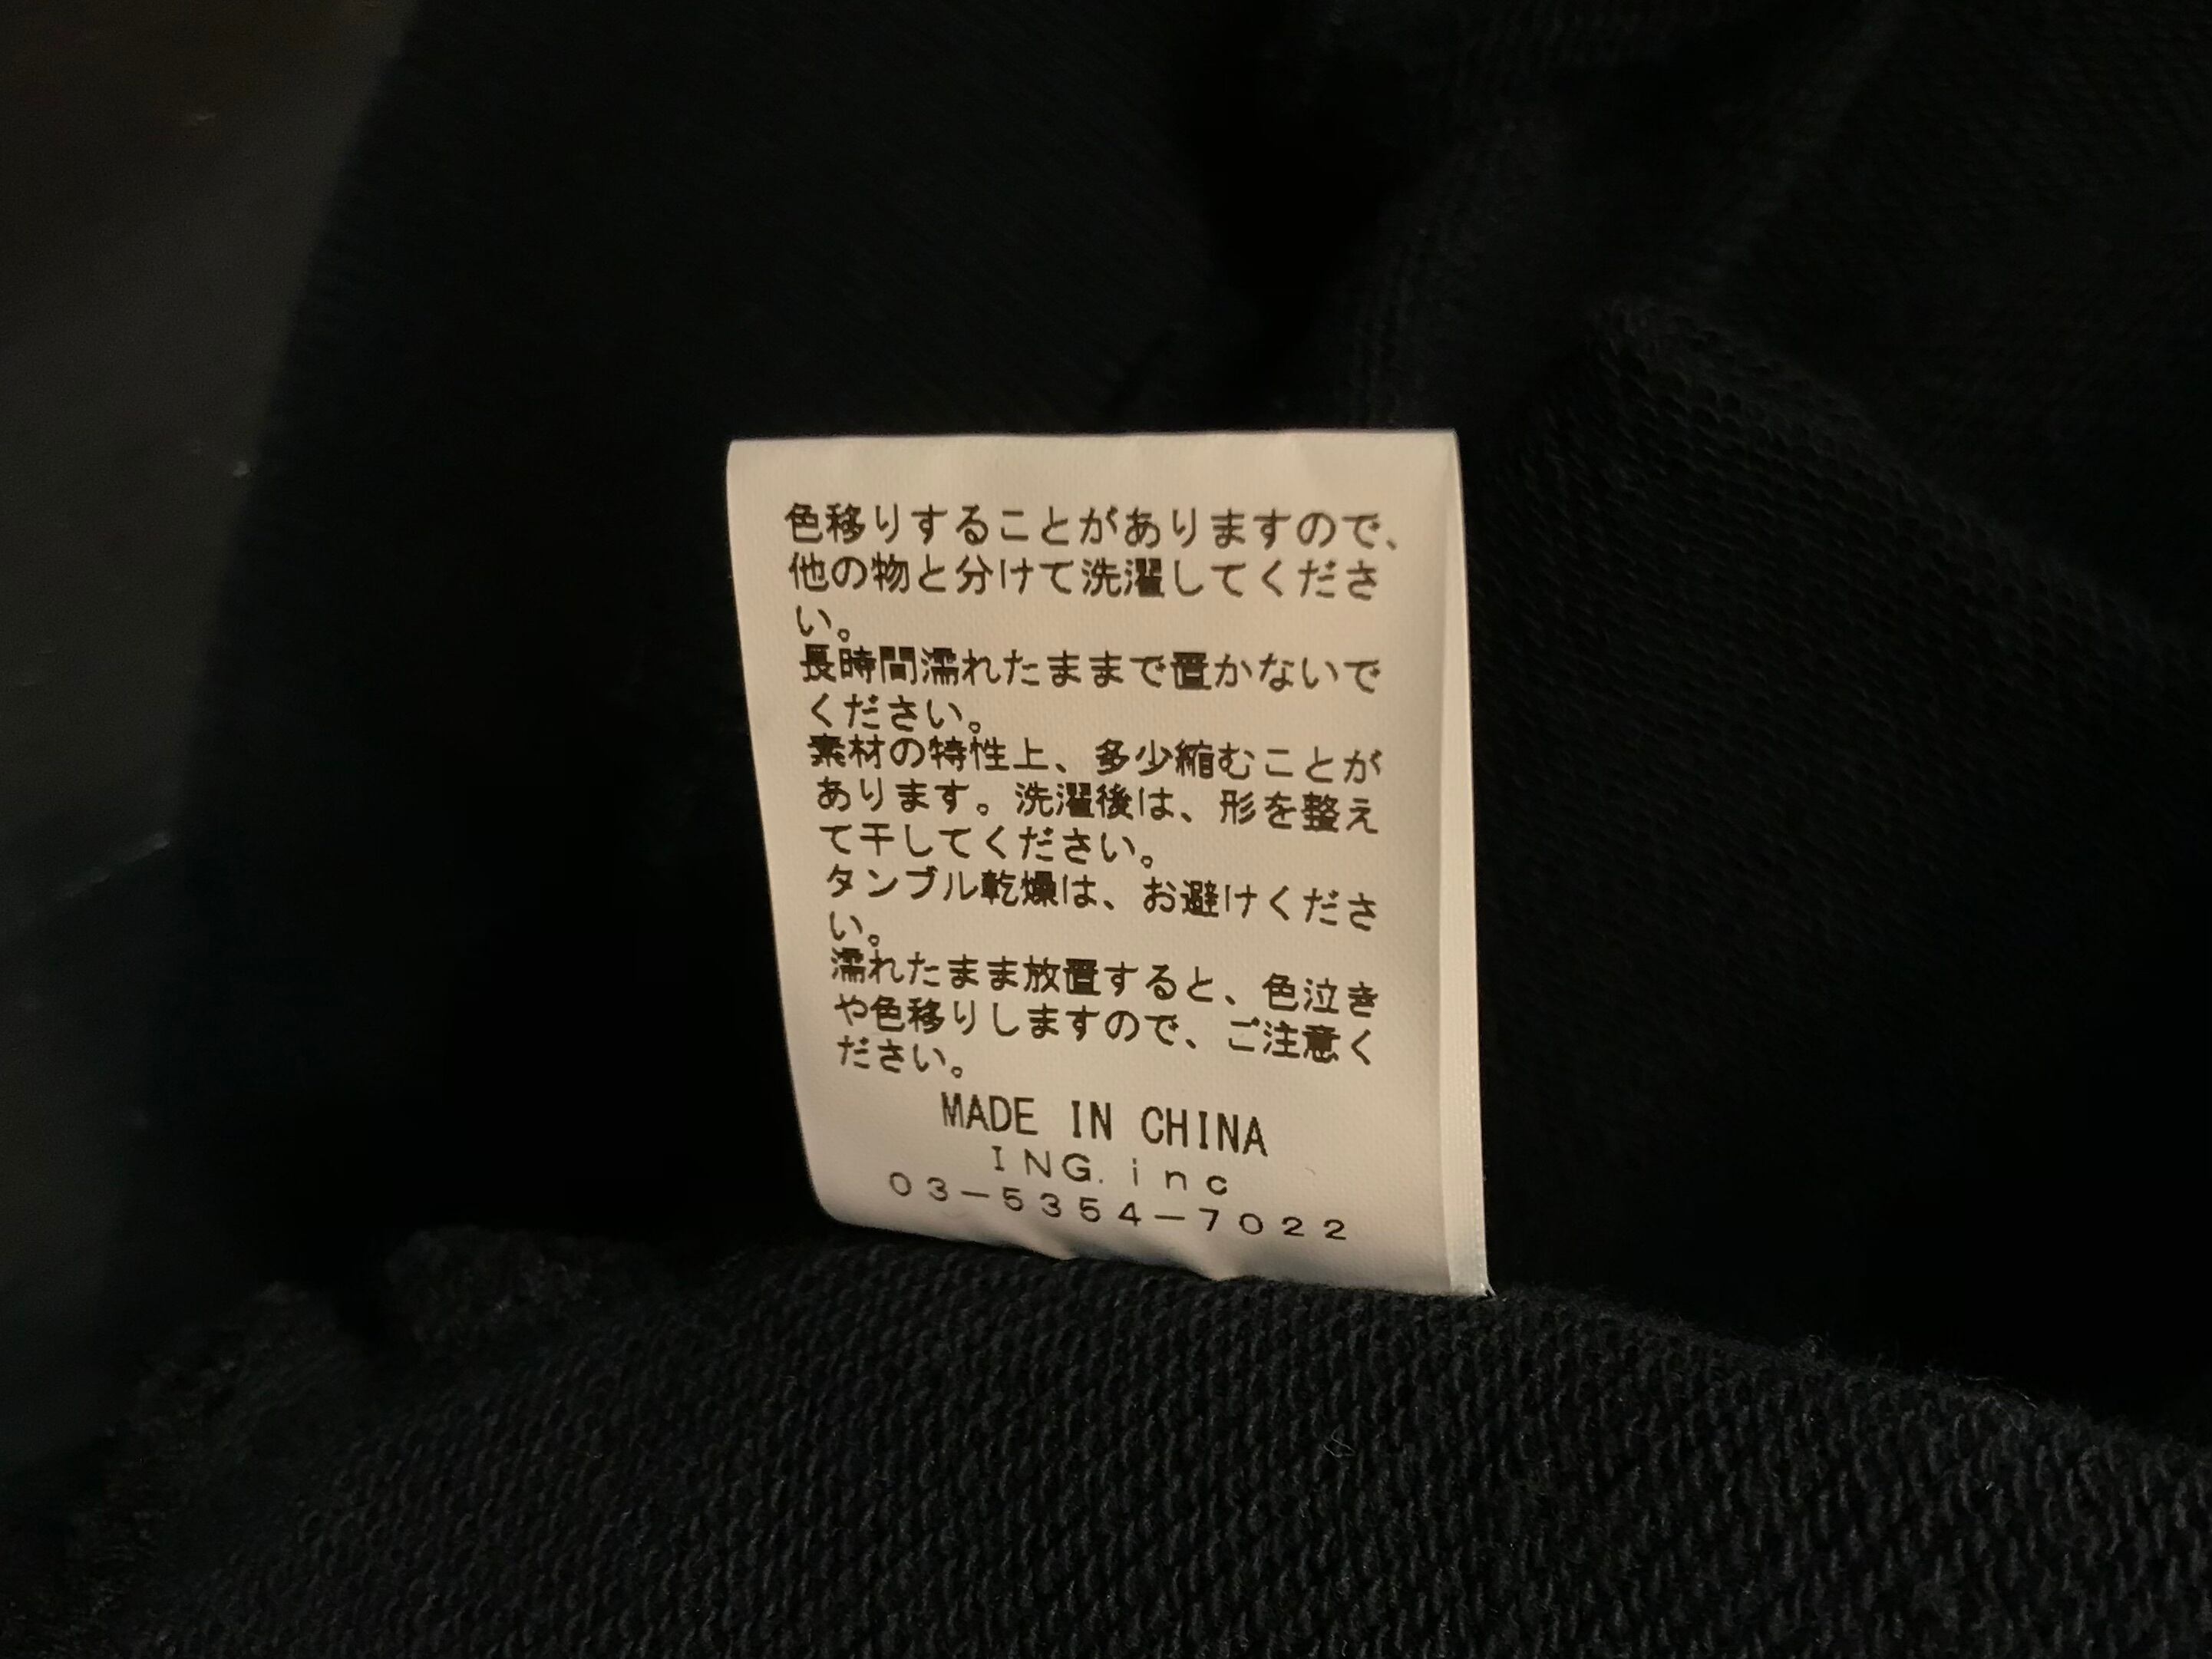 色移りすることがありますので、
他の物と分けて洗濯してくださ
い。
長時間濡れたままで置かないで
ください。
素材の特性上、多少縮むことが
あります。洗濯後は、形を整え
て干してください。
タンブル乾燥は、お避けくださ
い。
濡れたまま放置すると、色泣き
や色移りしますので、ご注意く
ださい。
MADE IN CHINA
ING. inc
03-5354-7022